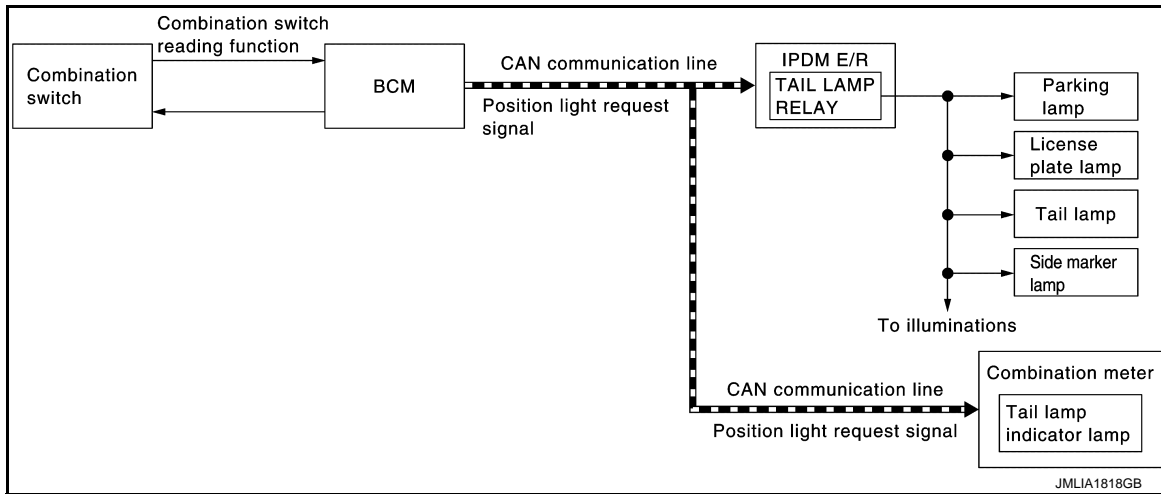 Combination switch
reading function
Combination
switch
BCM
CAN communication line
Position light request
signal
IPDM E/R
TAIL LAMP
RELAY
Parking
lamp
License
plate lamp
Tail lamp
Side marker
lamp
To illuminations
CAN communication line
Position light request signal
Combination meter
Tail lamp
indicator lamp
JMLIA1818GB